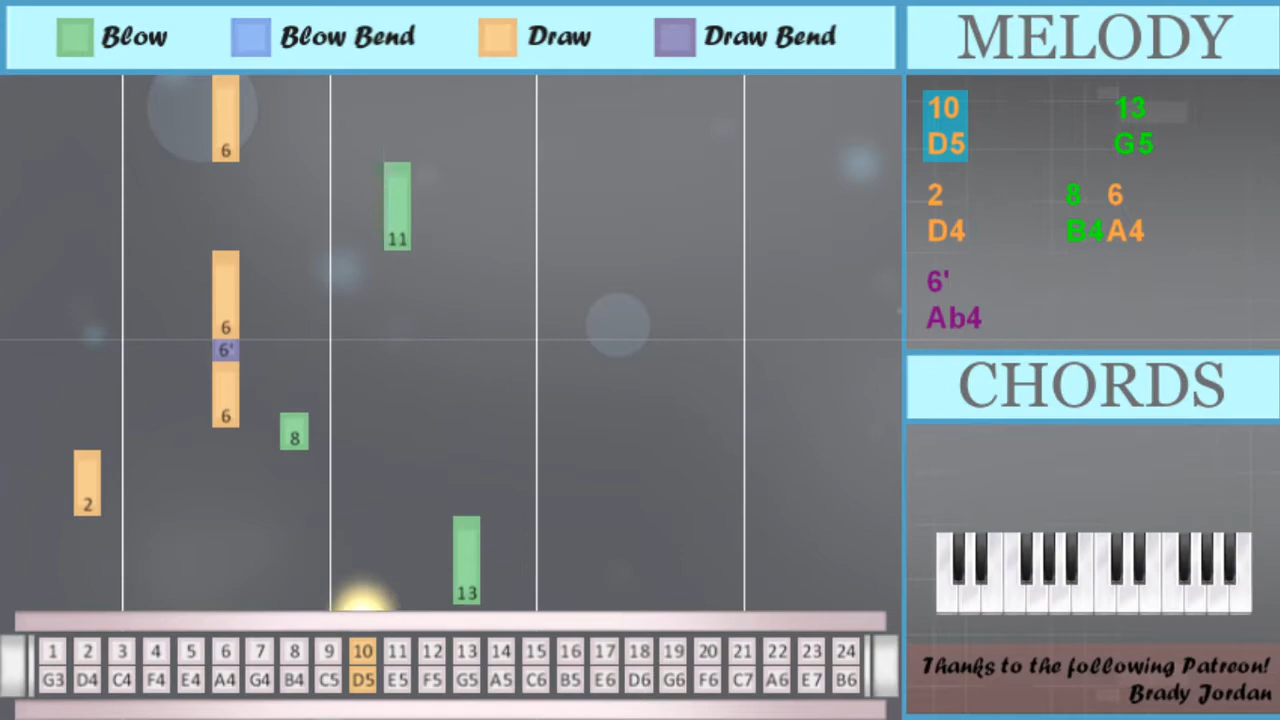 Blow Blow Bend Draw Draw Bend
MELODY
10 13
D5 G5
2 8 6
D4 B4 A4
6'
Ab4
6
11
6
6'
6
8
2
13
CHORDS
1 2 3 4 5 6 7 8 9 10 11 12 13 14 15 16 17 18 19 20 21 22 23 24
G3 D4 C4 F4 E4 A4 G4 B4 C5 D5 E5 F5 G5 A5 C6 B5 E6 D6 G6 F6 C7 A6 E7 B6
Thanks to the following Patreon!
Brady Jordan